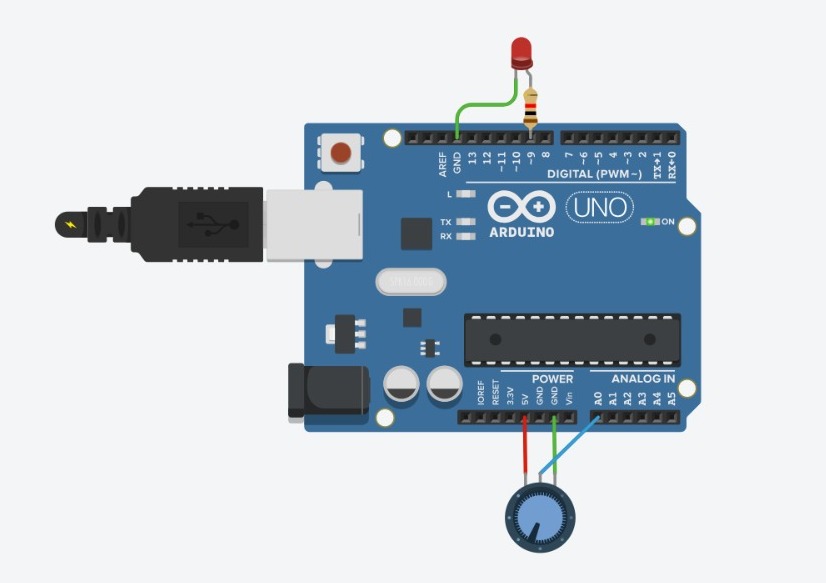 AREF
GND
13
12
~11
~10
~9
8
7
~6
~5
4
~3
2
TX→1
RX←0
DIGITAL (PWM~)
L
TX
RX
UNO
ARDUINO
ON
POWER
ANALOG IN
IOREF
RESET
3.3V
5V
GND
GND
Vin
A0
A1
A2
A3
A4
A5